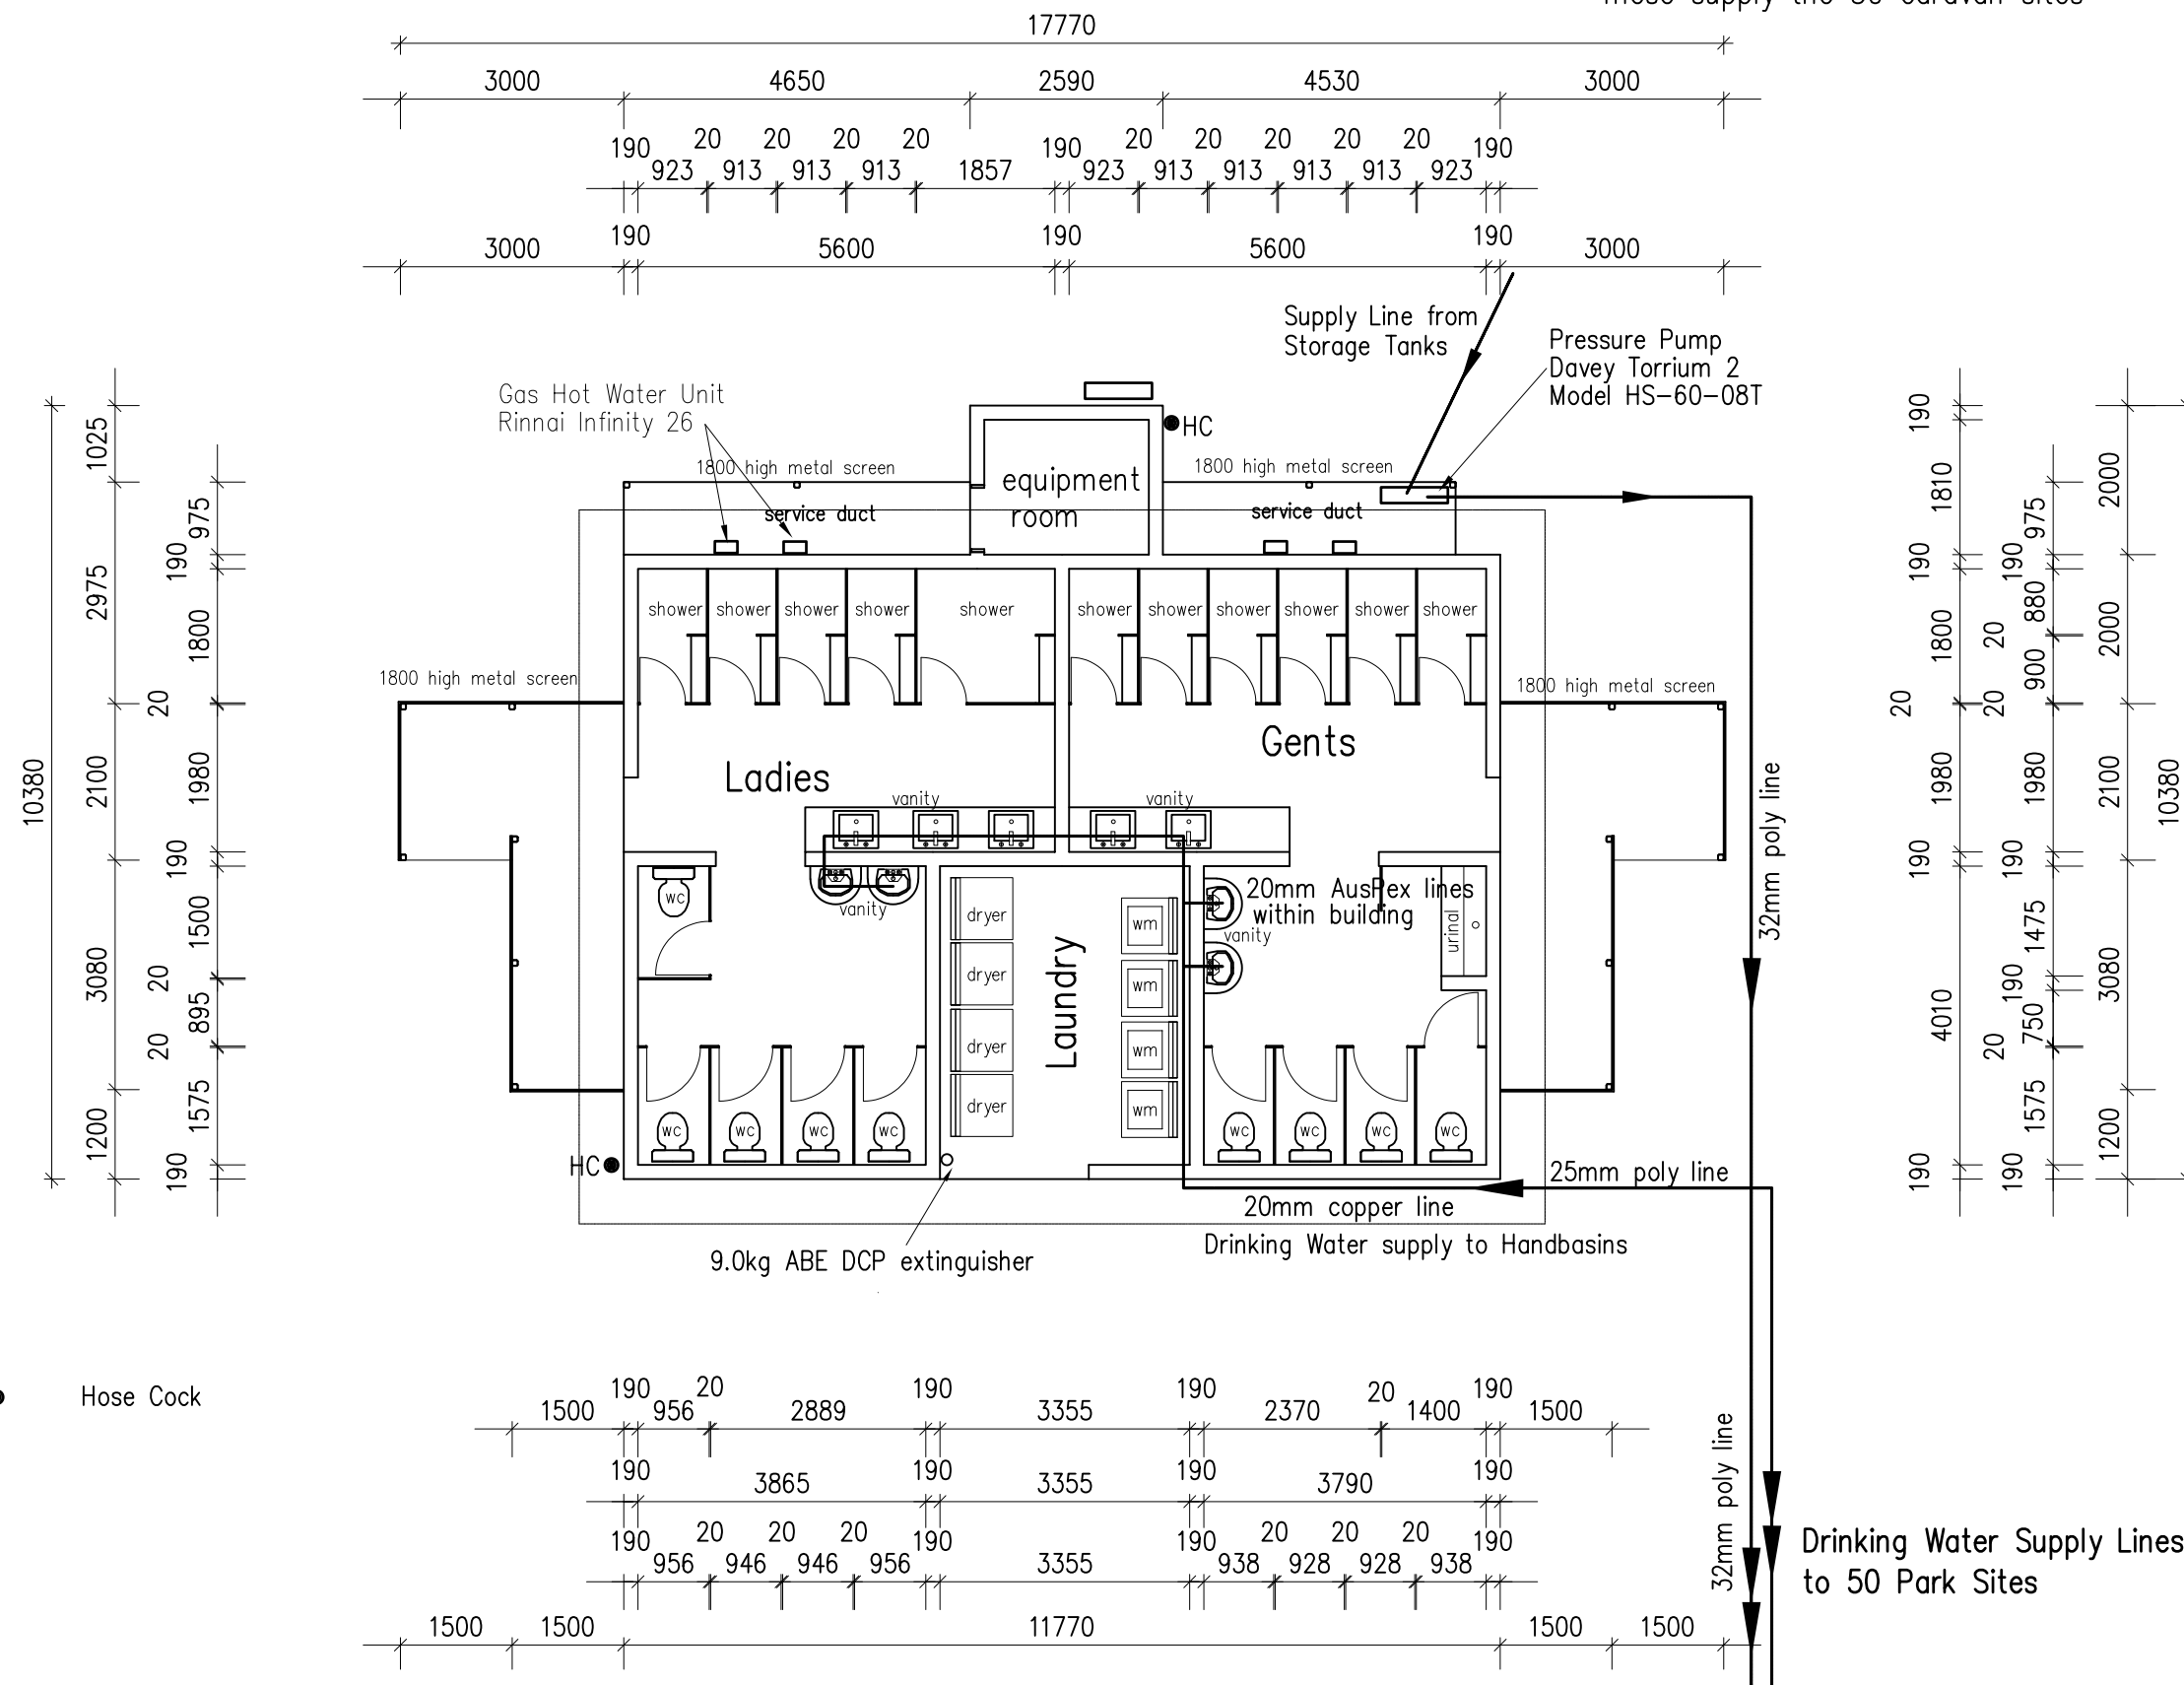 17770
3000 4650 2590 4530 3000
20 20 20 20 20 20 20 20 20
190 190 190
923 913 913 913 1857 923 913 913 913 913 923
190 190 190
3000 5600 5600 3000
Supply Line from
Storage Tanks
Pressure Pump
Davey Torrium 2
Model HS-60-08T
Gas Hot Water Unit
Rinnai Infinity 26
HC
1800 high metal screen
1800 high metal screen
equipment
room
service duct
service duct
shower shower shower shower shower shower shower shower shower shower shower
1800 high metal screen
1800 high metal screen
Ladies
Gents
vanity
vanity
WC
vanity
20mm AusPex lines
within building
vanity
urinal
dryer
dryer
dryer
dryer
Laundry
wm
wm
wm
wm
WC WC WC WC
WC WC WC WC
HC
25mm poly line
20mm copper line
Drinking Water supply to Handbasins
9.0kg ABE DCP extinguisher
32mm poly line
32mm poly line
Drinking Water Supply Lines
to 50 Park Sites
Hose Cock
10380
1025
2975
2100
3080
1200
190
20
190
20
20
190
975
1800
1980
1500
895
1575
190
1810
190
1800
20
1980
190
4010
190
975
190
880
20
900
20
1980
190
1475
190
750
20
1575
190
2000
2000
2100
3080
1200
10380
190 20 190 190 20 190
1500 956 2889 3355 2370 1400 1500
190 190 190 190
3865 3355 3790
190 20 20 20 190 190 20 20 20 190
956 946 946 956 3355 938 928 928 938
1500 1500 11770 1500 1500